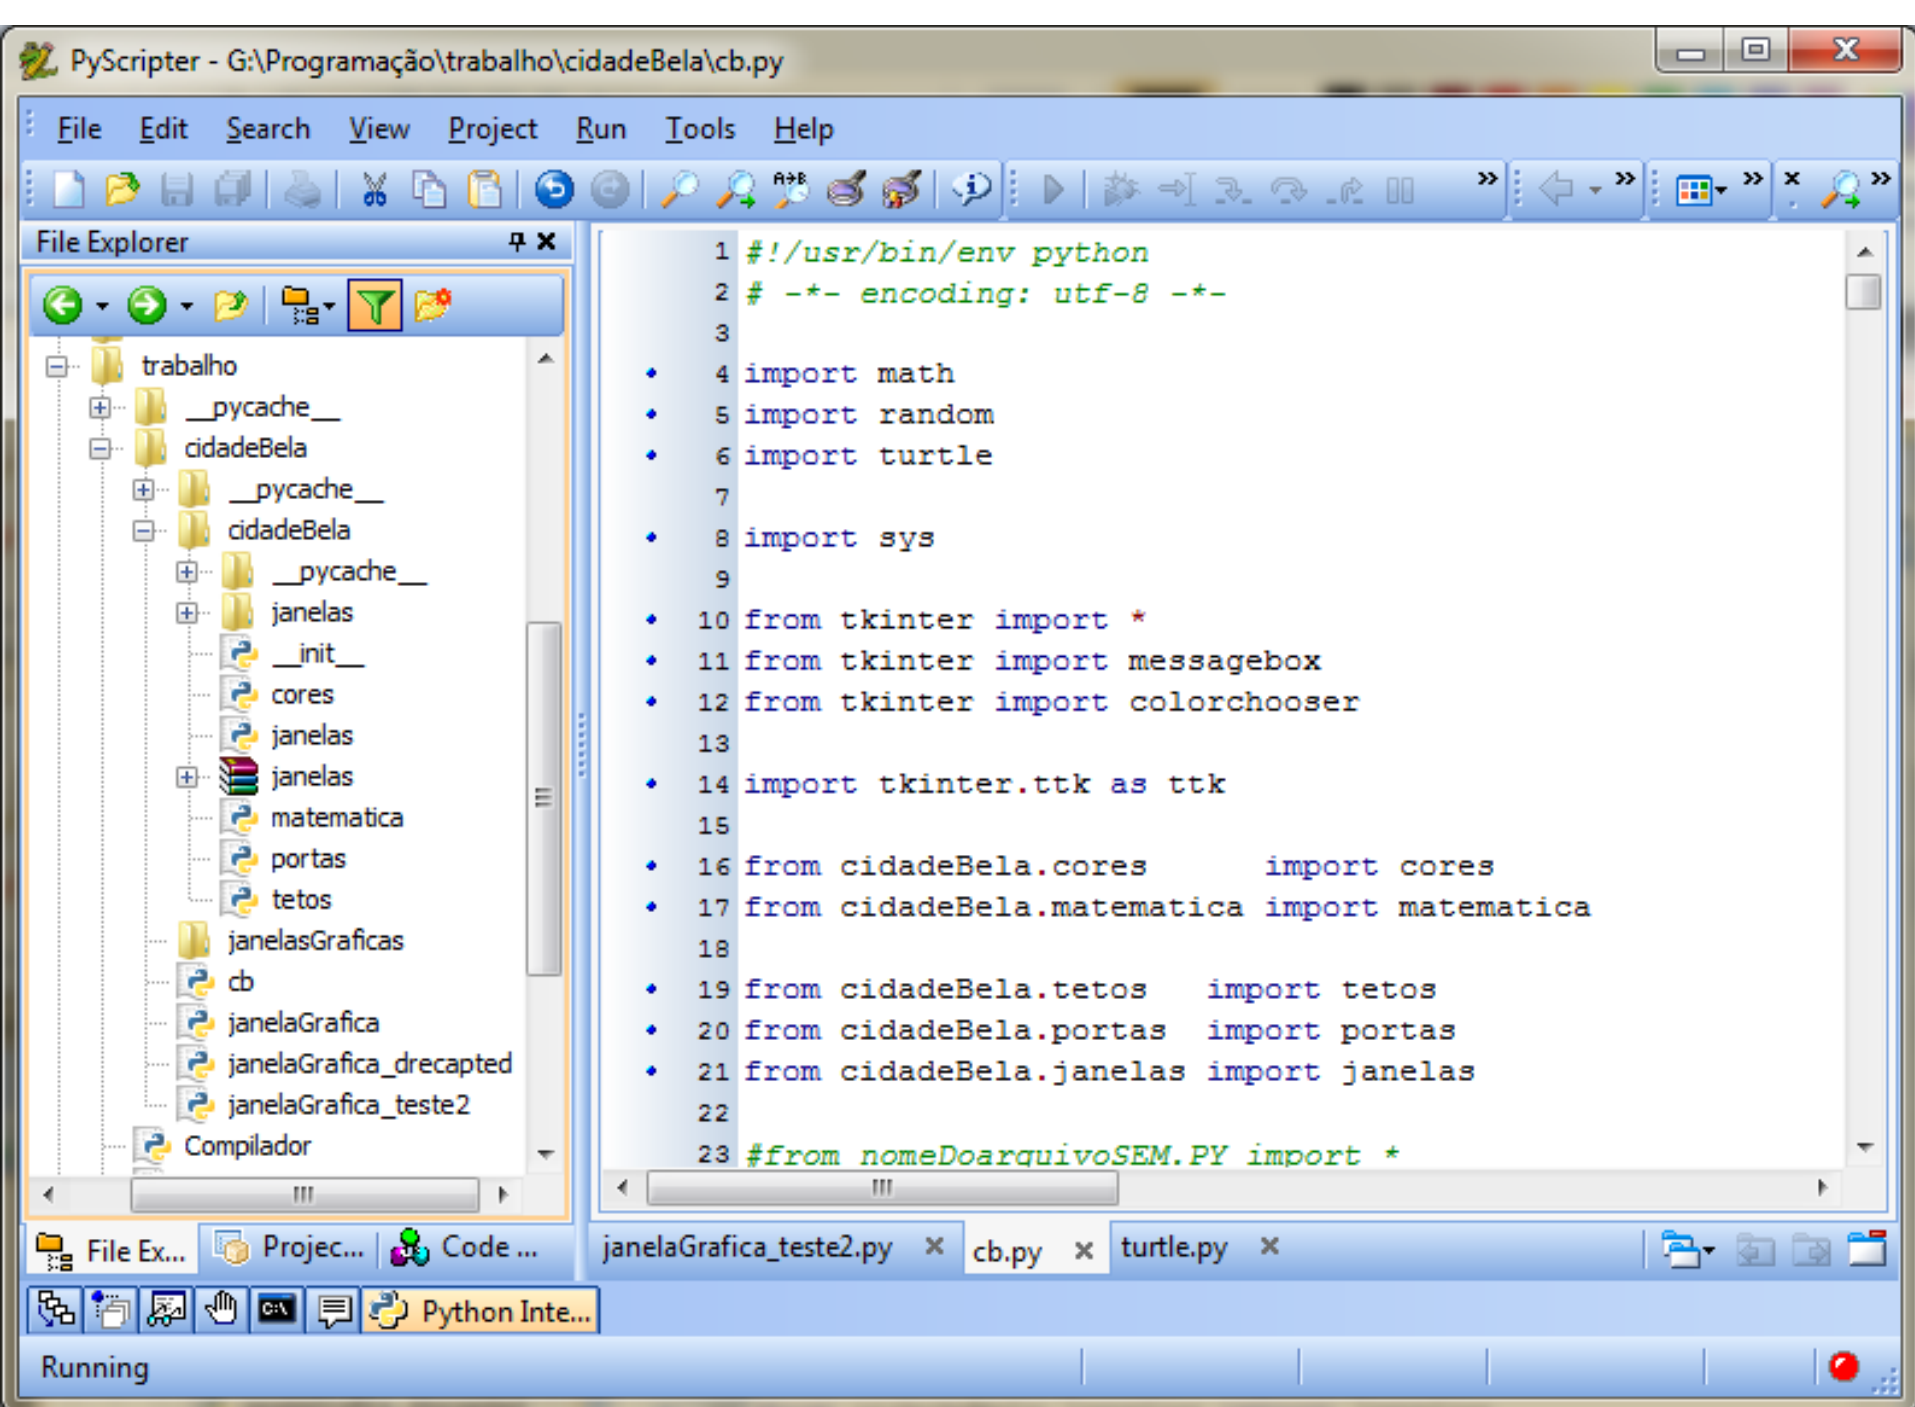 PyScripter - G:\Programação\trabalho\cidadeBela\cb.py
File Edit Search View Project Run Tools Help
File Explorer
trabalho
__pycache__
cidadeBela
__pycache__
cidadeBela
__pycache__
janelas
__init__
cores
janelas
janelas
matematica
portas
tetos
janelasGraficas
cb
janelaGrafica
janelaGrafica_drecapted
janelaGrafica_teste2
Compilador
1 #!/usr/bin/env python
2 # -*- encoding: utf-8 -*-
3
4 import math
5 import random
6 import turtle
7
8 import sys
9
10 from tkinter import *
11 from tkinter import messagebox
12 from tkinter import colorchooser
13
14 import tkinter.ttk as ttk
15
16 from cidadeBela.cores      import cores
17 from cidadeBela.matematica import matematica
18
19 from cidadeBela.tetos   import tetos
20 from cidadeBela.portas  import portas
21 from cidadeBela.janelas import janelas
22
23 #from nomeDoarquivoSEM.PY import *
File Ex... Projec... Code ...
janelaGrafica_teste2.py cb.py turtle.py
Python Inte...
Running